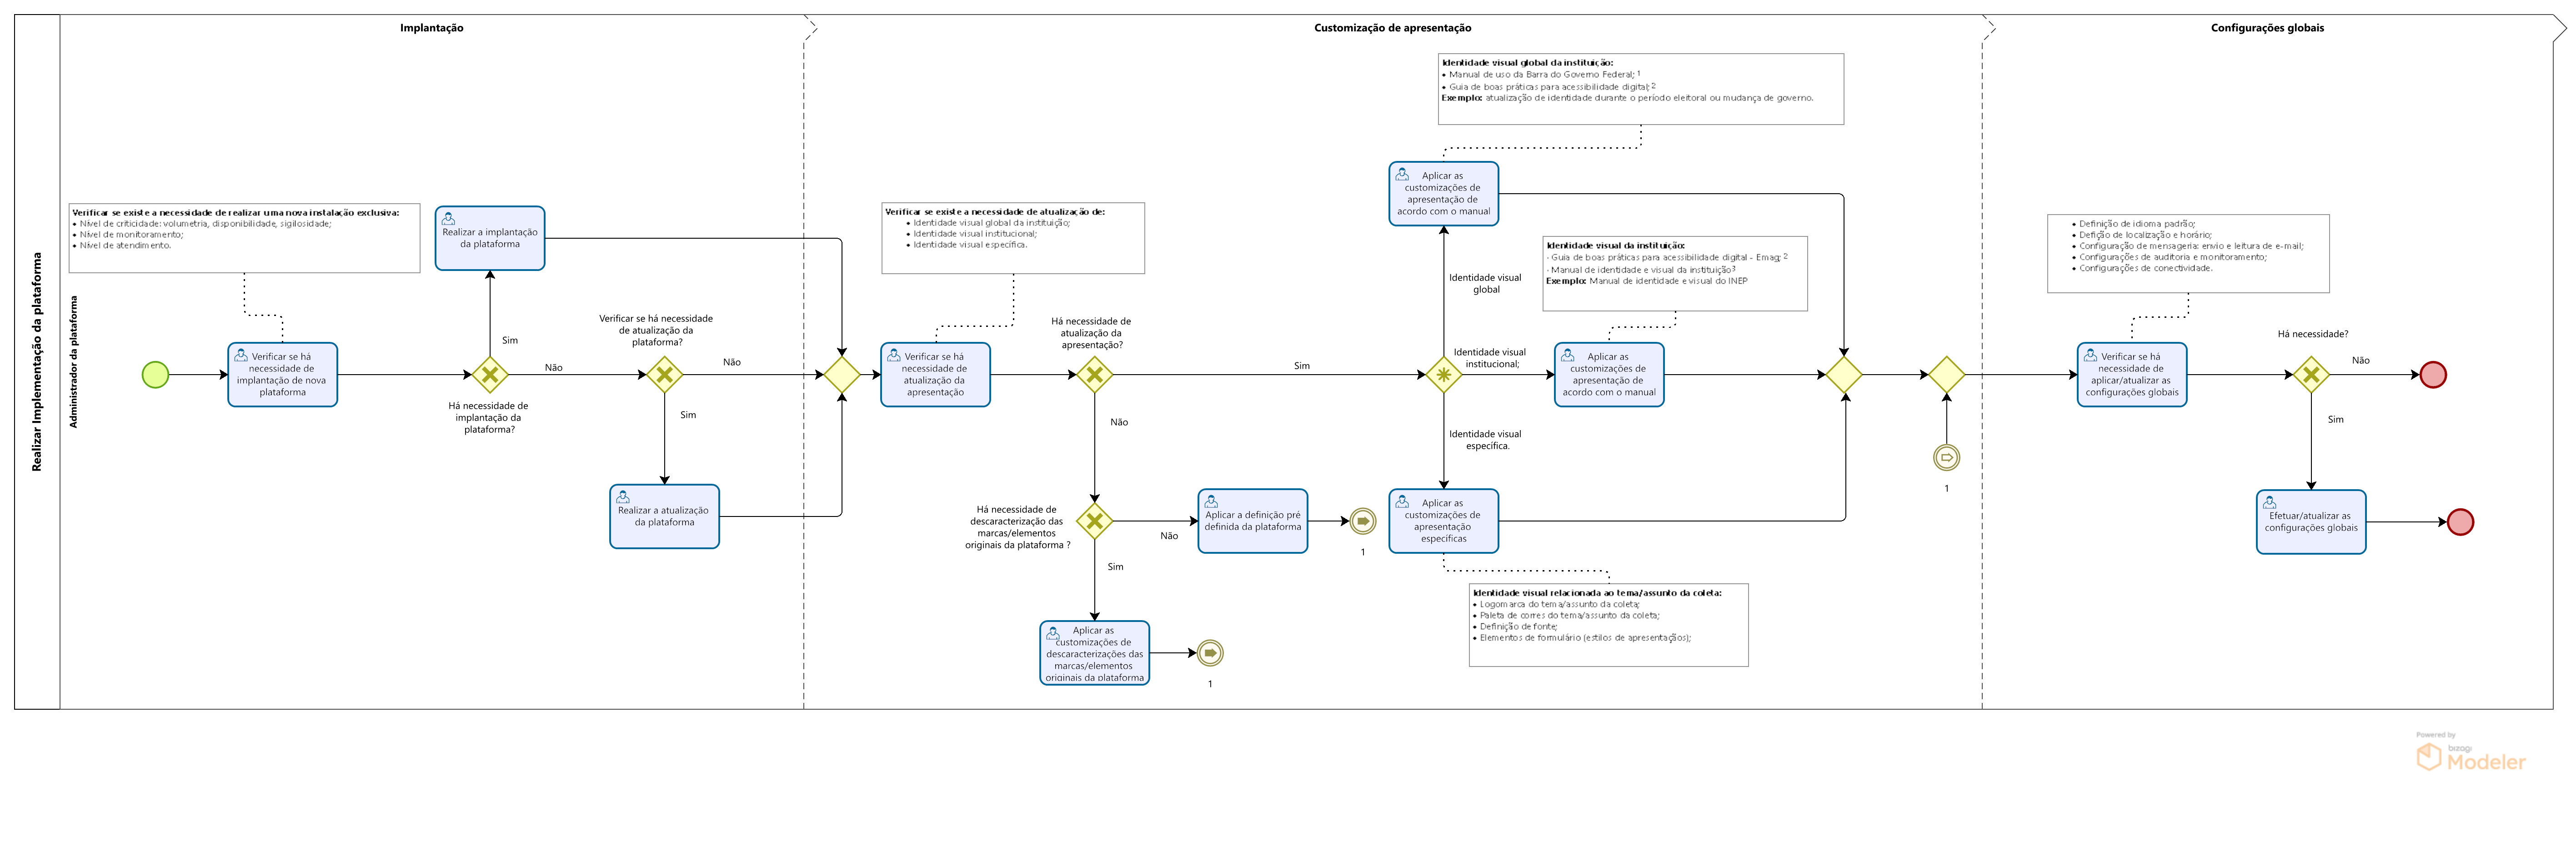 Implantação
Customização de apresentação
Configurações globais
Realizar Implementação da plataforma
Administrador da plataforma
Verificar se existe a necessidade de realizar uma nova instalação exclusiva:
• Nível de criticidade: volumetria, disponibilidade, sigilosidade;
• Nível de monitoramento;
• Nível de atendimento.
Verificar se há
necessidade de
implantação de nova
plataforma
Há necessidade de
implantação da
plataforma?
Sim
Não
Realizar a implantação
da plataforma
Verificar se há necessidade
de atualização da
plataforma?
Não
Sim
Realizar a atualização
da plataforma
Verificar se existe a necessidade de atualização de:
• Identidade visual global da instituição;
• Identidade visual institucional;
• Identidade visual específica.
Verificar se há
necessidade de
atualização da
apresentação
Há necessidade de
atualização da
apresentação?
Sim
Não
Há necessidade de
descaracterização das
marcas/elementos
originais da plataforma ?
Não
Sim
Aplicar a definição pré
definida da plataforma
1
Aplicar as
customizações de
descaracterizações das
marcas/elementos
originais da plataforma
1
Identidade visual global da instituição:
• Manual de uso da Barra do Governo Federal; 1
• Guia de boas práticas para acessibilidade digital; 2
Exemplo: atualização de identidade durante o período eleitoral ou mudança de governo.
Aplicar as
customizações de
apresentação de
acordo com o manual
Identidade visual
global
Identidade visual da instituição:
- Guia de boas práticas para acessibilidade digital - Emag; 2
- Manual de identidade e visual da instituição3
Exemplo: Manual de identidade e visual do INEP
Identidade visual
institucional;
Aplicar as
customizações de
apresentação de
acordo com o manual
Identidade visual
específica.
Aplicar as
customizações de
apresentação
específicas
Identidade visual relacionada ao tema/assunto da coleta:
• Logomarca do tema/assunto da coleta;
• Paleta de corres do tema/assunto da coleta;
• Definição de fonte;
• Elementos de formulário (estilos de apresentaçãos);
1
• Definição de idioma padrão;
• Defição de localização e horário;
• Configuração de mensageria: envio e leitura de e-mail;
• Configurações de auditoria e monitoramento;
• Configurações de conectividade.
Verificar se há
necessidade de
aplicar/atualizar as
configurações globais
Há necessidade?
Não
Sim
Efetuar/atualizar as
configurações globais
Powered by
bizagi
Modeler